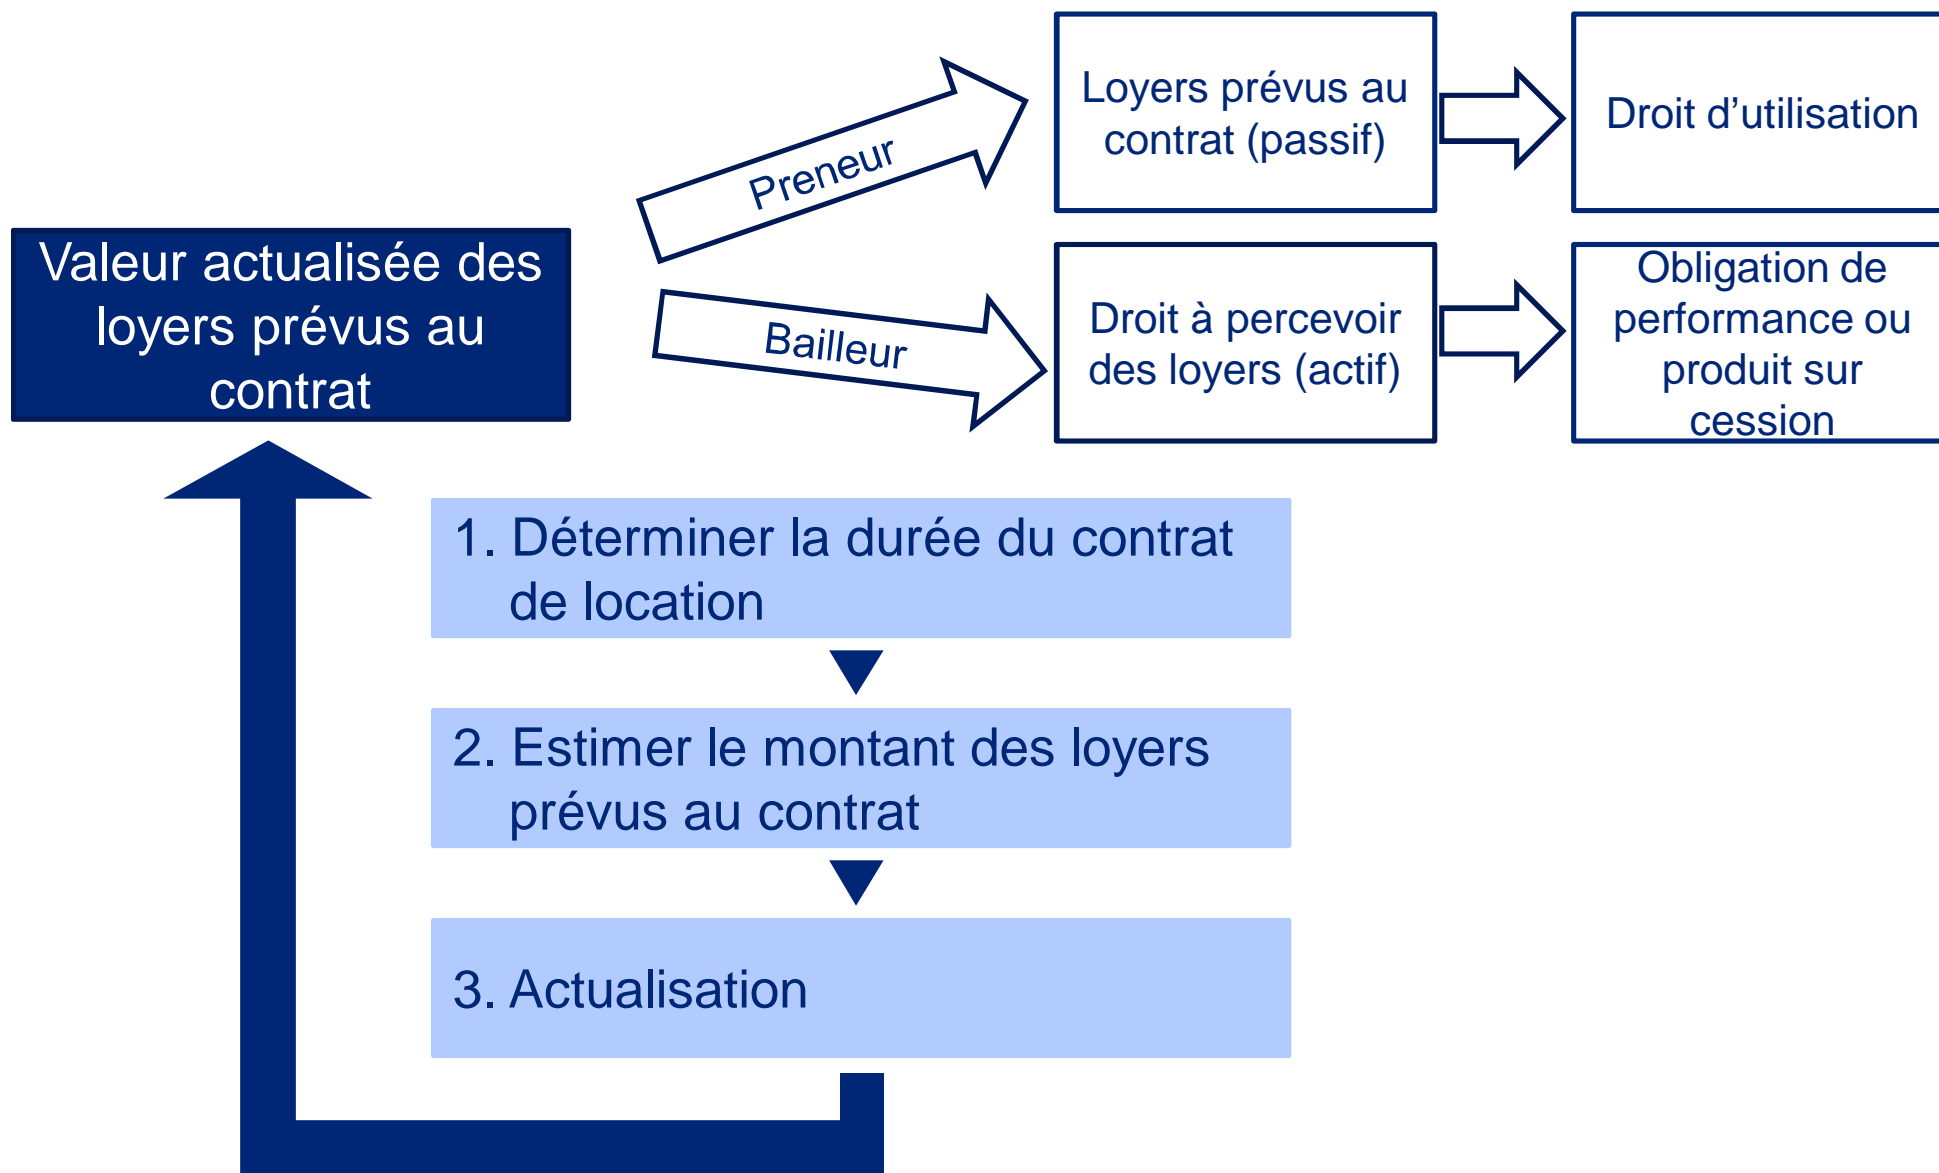 Preneur
Loyers prévus au
contrat (passif)
Droit d’utilisation
Valeur actualisée des
loyers prévus au
contrat
Bailleur
Droit à percevoir
des loyers (actif)
Obligation de
performance ou
produit sur
cession
1. Déterminer la durée du contrat
de location
2. Estimer le montant des loyers
prévus au contrat
3. Actualisation